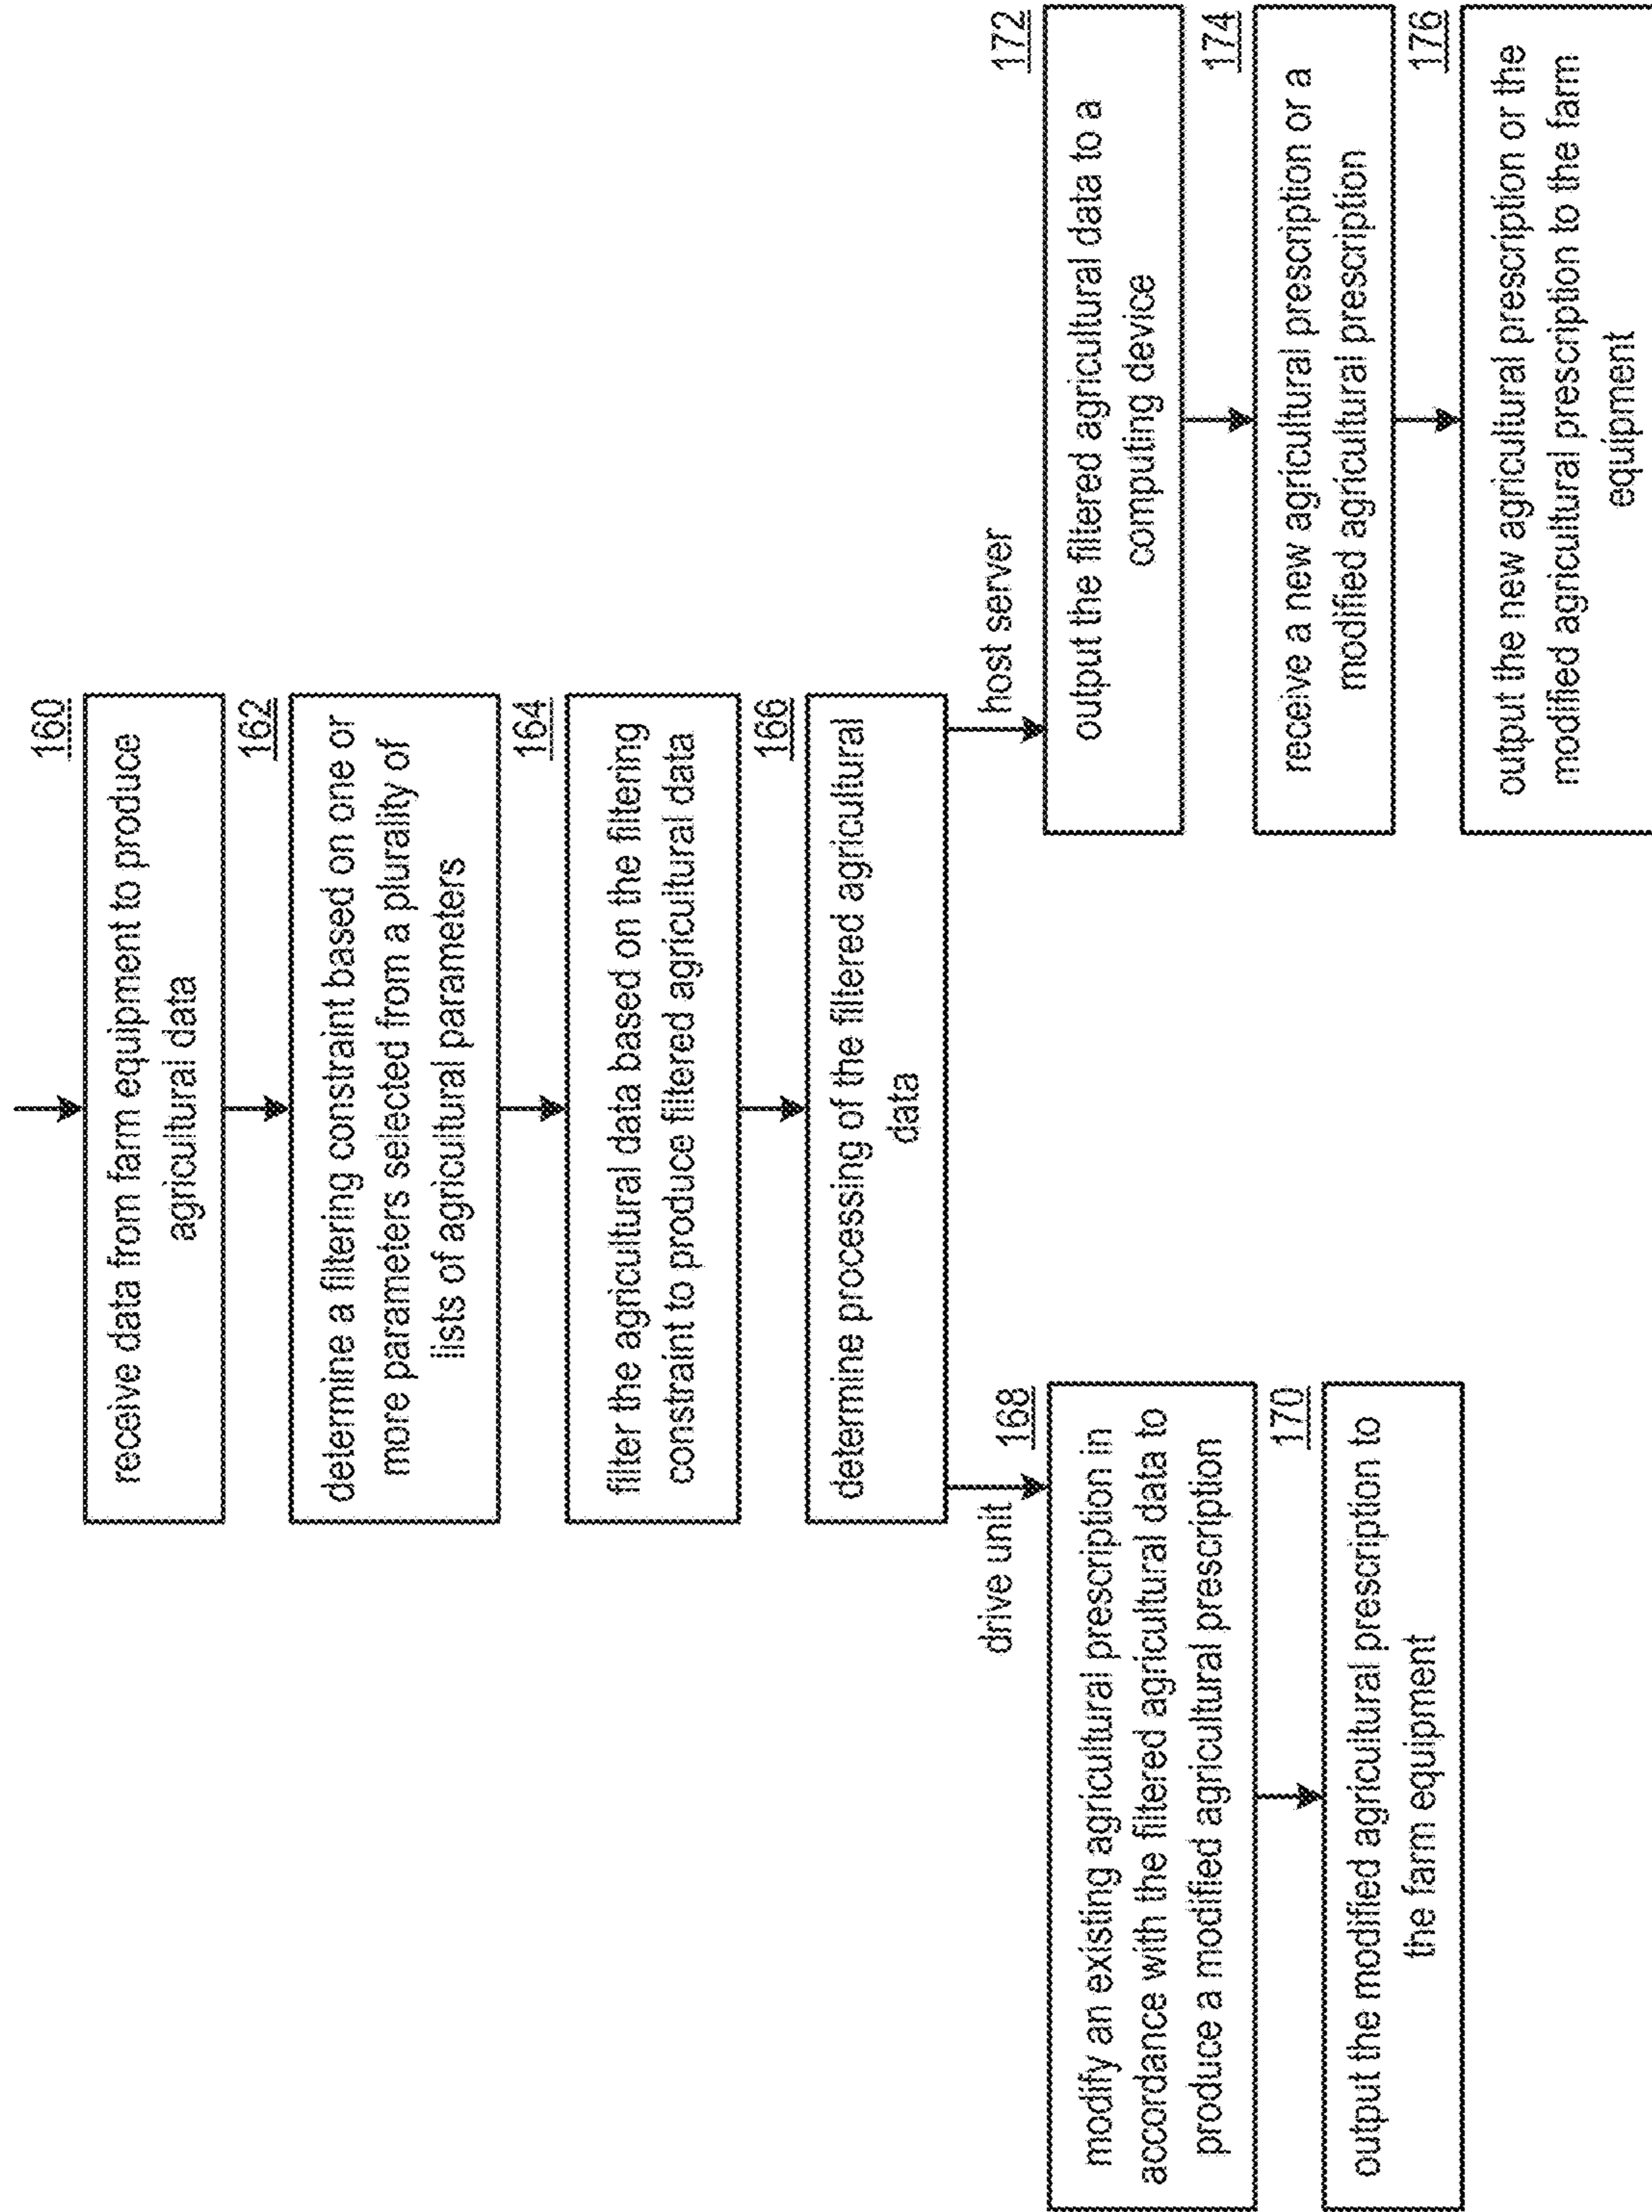 160
receive data from farm equipment to produce
agricultural data
162
determine a filtering constraint based on one or
more parameters selected from a plurality of
lists of agricultural parameters
164
filter the agricultural data based on the filtering
constraint to produce filtered agricultural data
166
determine processing of the filtered agricultural
data
drive unit
168
modify an existing agricultural prescription in
accordance with the filtered agricultural data to
produce a modified agricultural prescription
170
output the modified agricultural prescription to
the farm equipment
host server
172
output the filtered agricultural data to a
computing device
174
receive a new agricultural prescription or a
modified agricultural prescription
176
output the new agricultural prescription or the
modified agricultural prescription to the farm
equipment